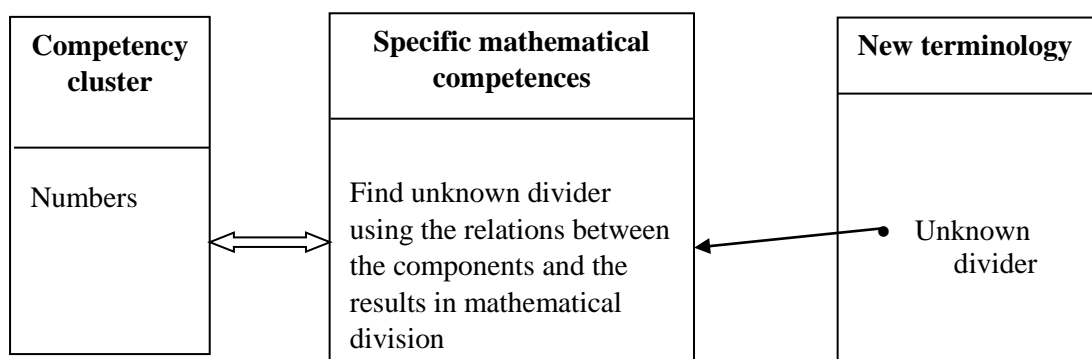 Competency
cluster
Numbers
Specific mathematical
competences
Find unknown divider
using the relations between
the components and the
results in mathematical
division
New terminology
• Unknown
divider